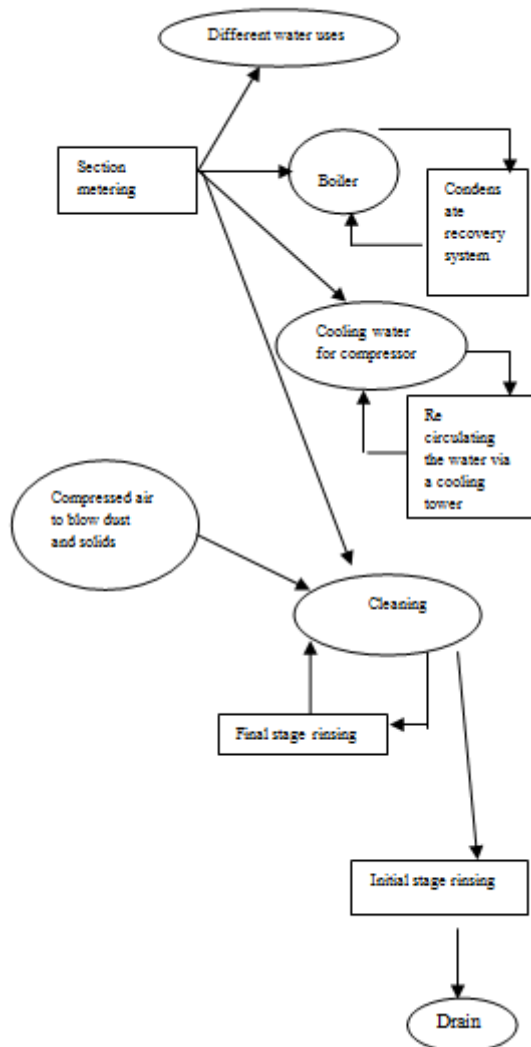 Different water uses
Section
metering
Boiler
Condens
ate
recovery
system
Cooling water
for compressor
Re
circulating
the water via
a cooling
tower
Compressed air
to blow dust
and solids
Cleaning
Final stage rinsing
Initial stage rinsing
Drain